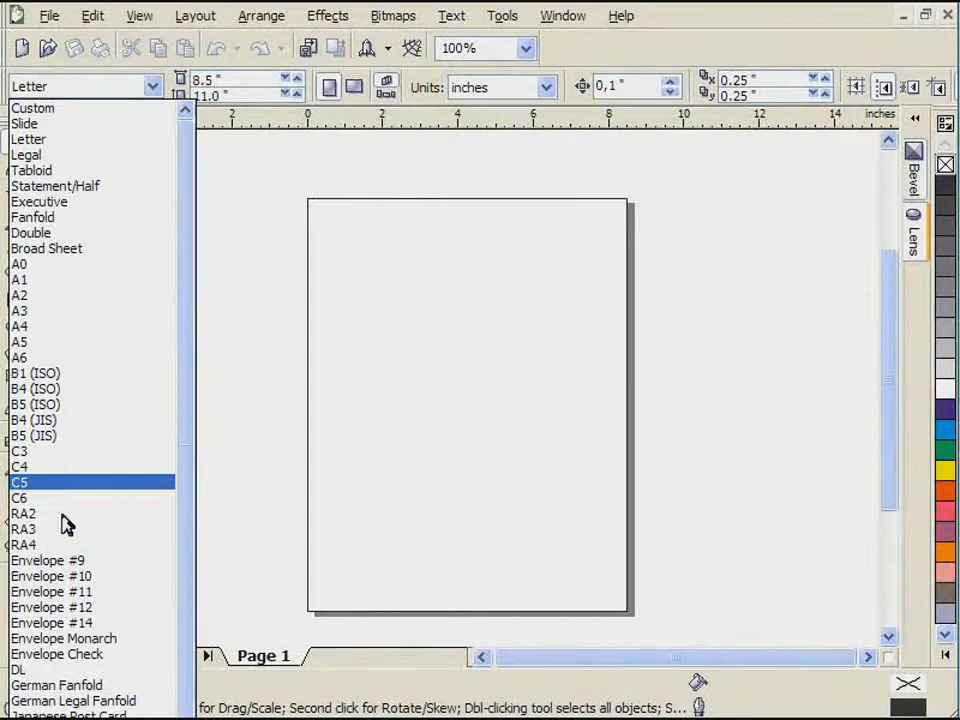 File Edit View Layout Arrange Effects Bitmaps Text Tools Window Help
100%
Letter 8.5 " Units: inches 0,1 " 0.25 "
11.0 " 0.25 "
2 0 2 4 6 8 10 12 14 inches
Custom
Slide
Letter
Legal
Tabloid
Statement/Half
Executive
Fanfold
Double
Broad Sheet
A0
A1
A2
A3
A4
A5
A6
B1 (ISO)
B4 (ISO)
B5 (ISO)
B4 (JIS)
B5 (JIS)
C3
C4
C5
C6
RA2
RA3
RA4
Envelope #9
Envelope #10
Envelope #11
Envelope #12
Envelope #14
Envelope Monarch
Envelope Check
DL
German Fanfold
German Legal Fanfold
Japanese Post Card
Bevel
Lens
Page 1
for Drag/Scale; Second click for Rotate/Skew; Dbl-clicking tool selects all objects; S...